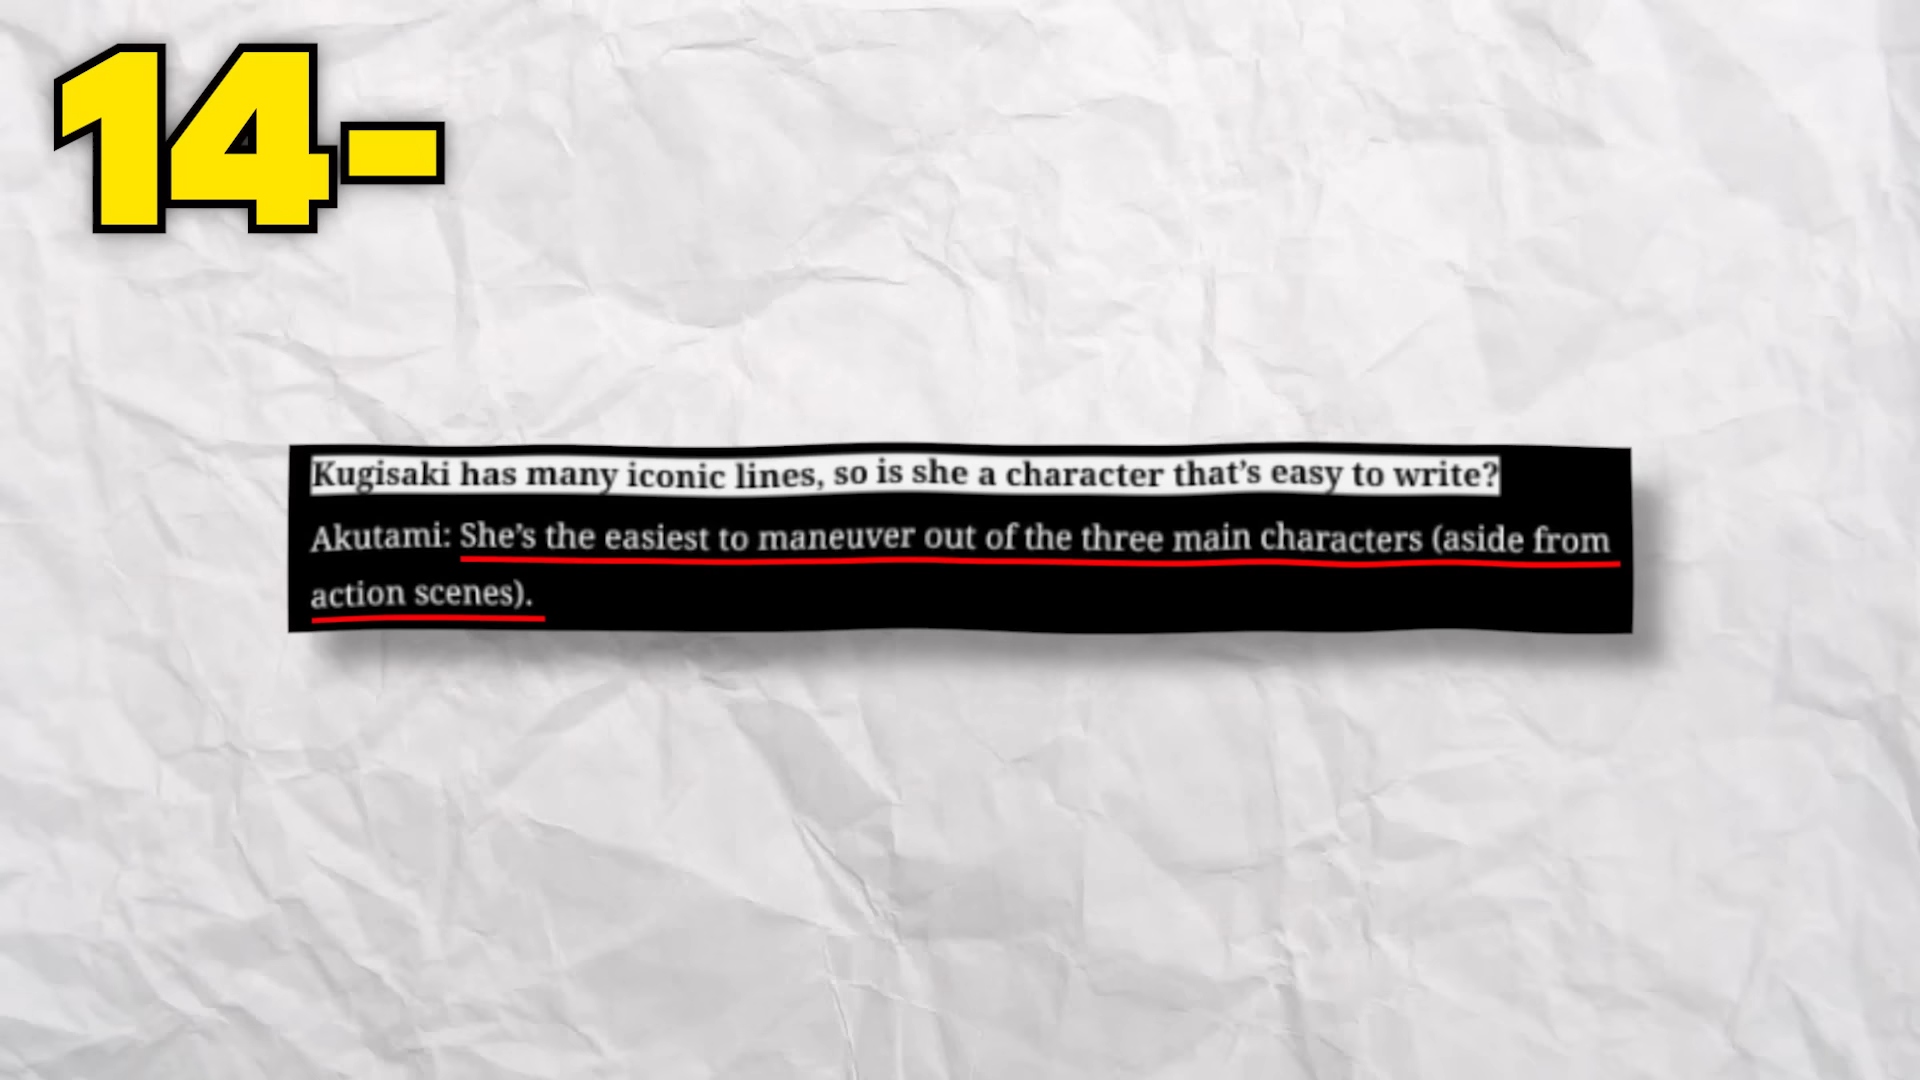 14-
Kugisaki has many iconic lines, so is she a character that’s easy to write?
Akutami: She’s the easiest to maneuver out of the three main characters (aside from
action scenes).